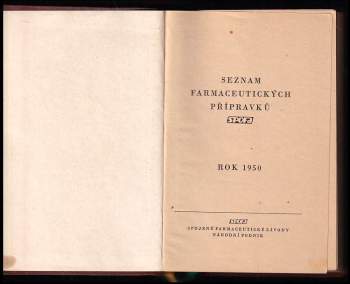 SEZNAM
FARMACEUTICKÝCH
PŘÍPRAVKŮ
SPOFA
ROK 1950
SPOFA
SPOJENÉ FARMACEUTICKÉ ZÁVODY
NÁRODNÍ PODNIK